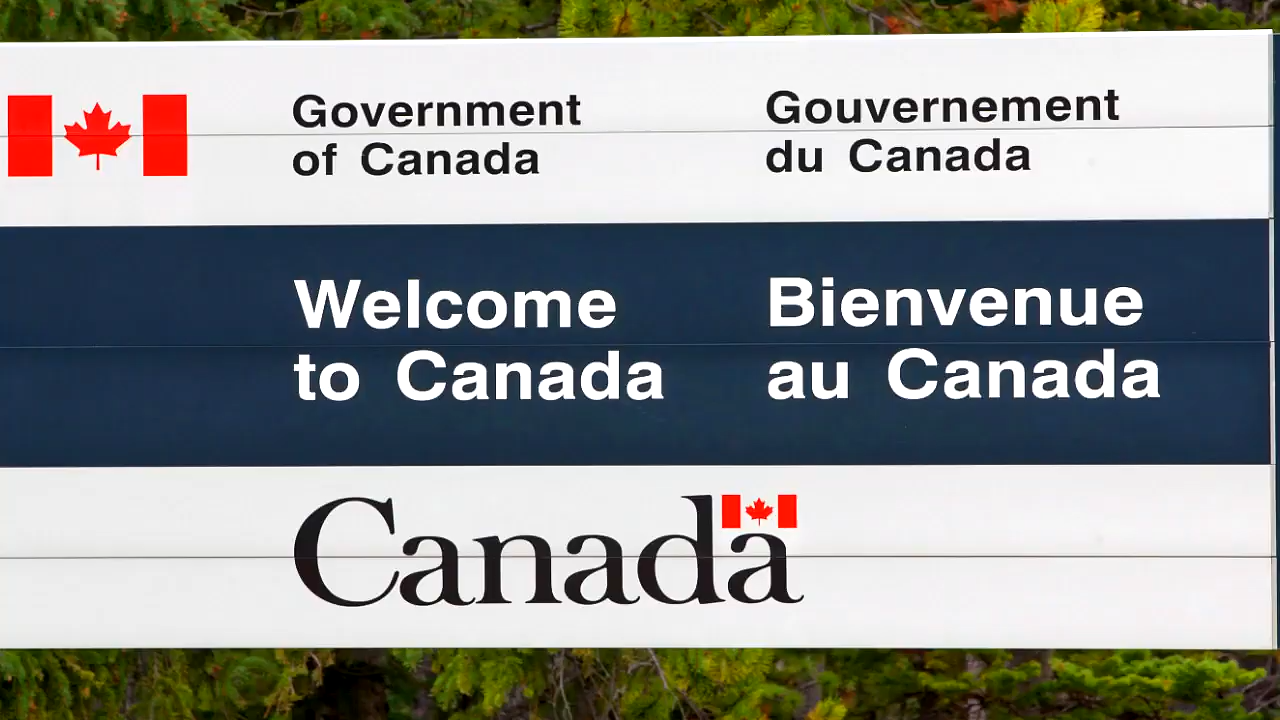 Government
of Canada
Gouvernement
du Canada
Welcome
to Canada
Bienvenue
au Canada
Canada